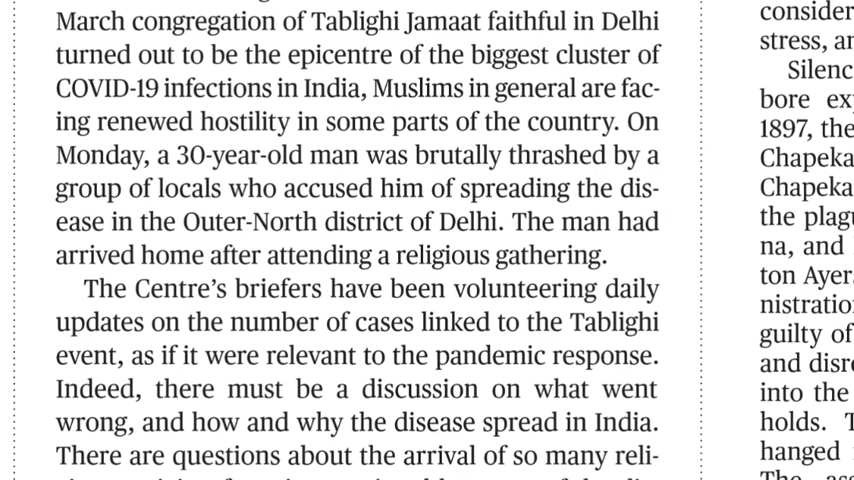 March congregation of Tablighi Jamaat faithful in Delhi
turned out to be the epicentre of the biggest cluster of
COVID-19 infections in India, Muslims in general are fac-
ing renewed hostility in some parts of the country. On
Monday, a 30-year-old man was brutally thrashed by a
group of locals who accused him of spreading the dis-
ease in the Outer-North district of Delhi. The man had
arrived home after attending a religious gathering.
The Centre’s briefers have been volunteering daily
updates on the number of cases linked to the Tablighi
event, as if it were relevant to the pandemic response.
Indeed, there must be a discussion on what went
wrong, and how and why the disease spread in India.
There are questions about the arrival of so many reli-
consider
stress, an
Silenc
bore ex
1897, the
Chapeka
Chapeka
the plagu
na, and
ton Ayer
nistratio
guilty of
and disre
into the
holds. T
hanged